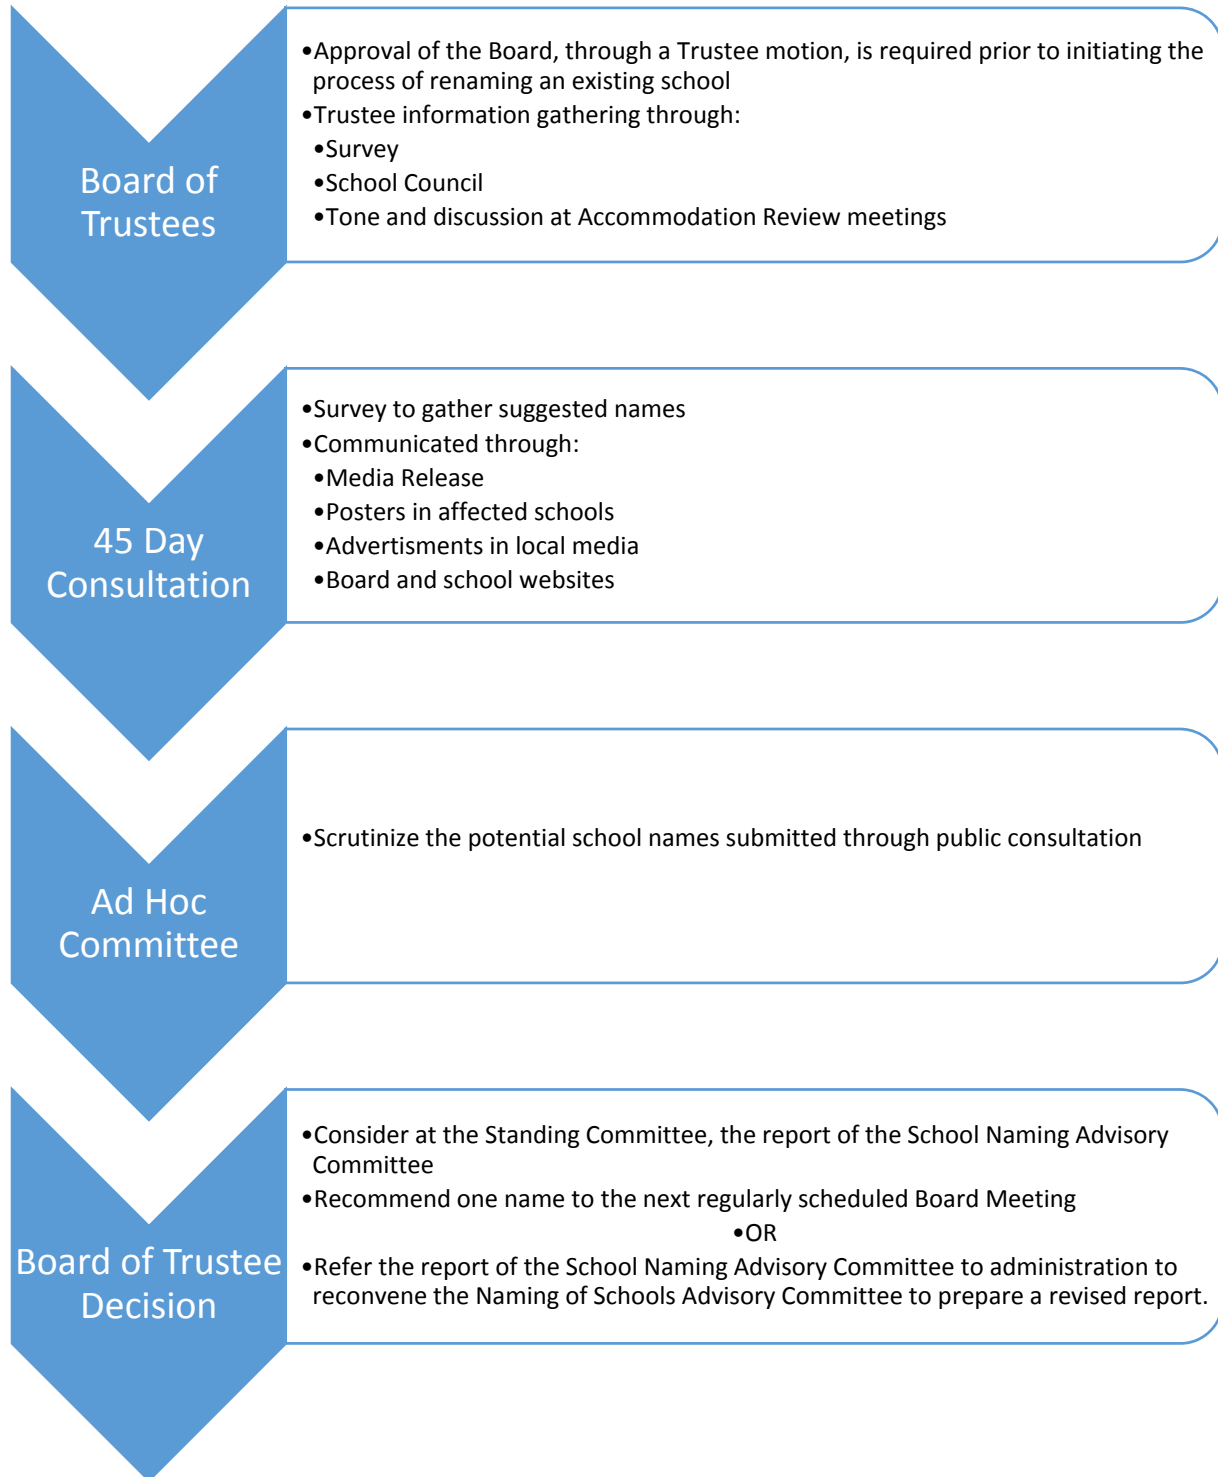 Board of
Trustees
•Approval of the Board, through a Trustee motion, is required prior to initiating the
process of renaming an existing school
•Trustee information gathering through:
•Survey
•School Council
•Tone and discussion at Accommodation Review meetings
45 Day
Consultation
•Survey to gather suggested names
•Communicated through:
•Media Release
•Posters in affected schools
•Advertisments in local media
•Board and school websites
Ad Hoc
Committee
•Scrutinize the potential school names submitted through public consultation
Board of Trustee
Decision
•Consider at the Standing Committee, the report of the School Naming Advisory
Committee
•Recommend one name to the next regularly scheduled Board Meeting
•OR
•Refer the report of the School Naming Advisory Committee to administration to
reconvene the Naming of Schools Advisory Committee to prepare a revised report.